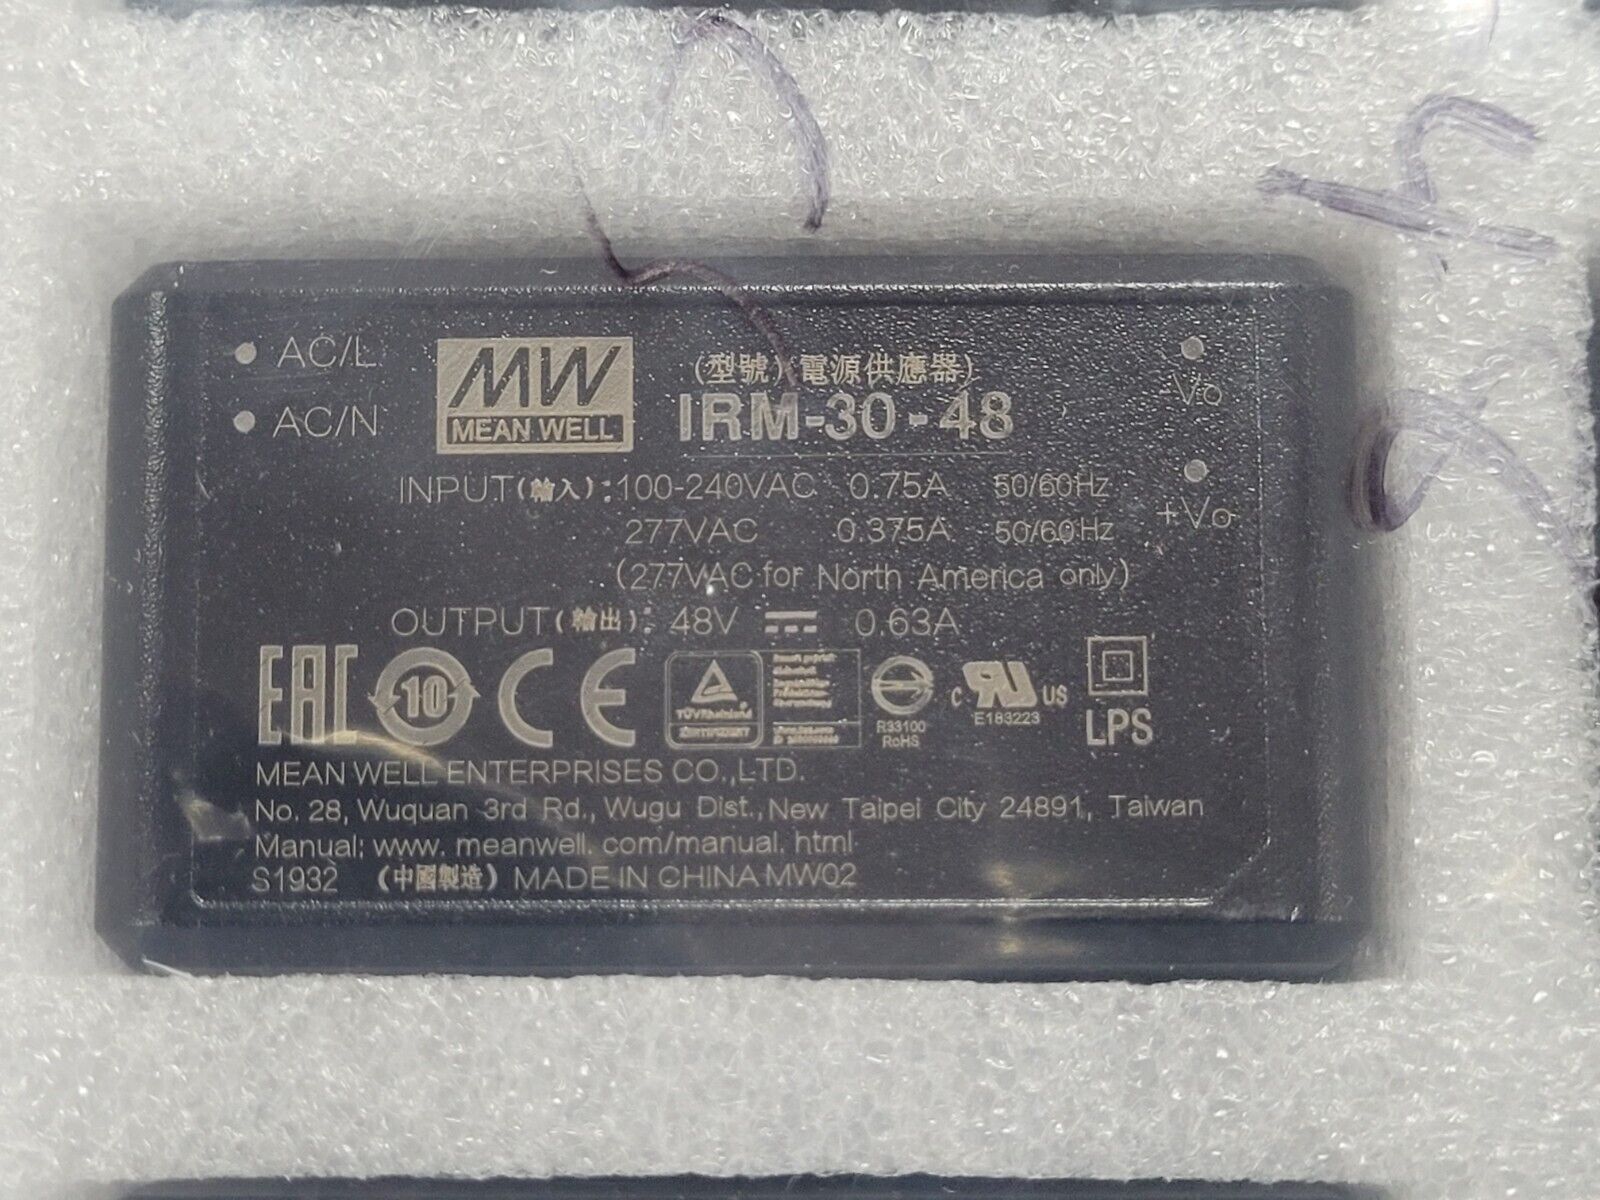 AC/L
AC/N
MW
MEAN WELL
(型號) 電源供應器)
IRM-30-48
-Vo
+Vo
INPUT(輸入): 100-240VAC 0.75A 50/60Hz
277VAC 0.375A 50/60Hz
(277VAC for North America only)
OUTPUT(輸出): 48V 0.63A
EAC
10
CE
TÜVRheinland
ZERTIFIZIERT
R33100
RoHS
c RU US
E183223
LPS
MEAN WELL ENTERPRISES CO.,LTD.
No. 28, Wuquan 3rd Rd., Wugu Dist., New Taipei City 24891, Taiwan
Manual: www. meanwell. com/manual. html
S1932 (中國製造) MADE IN CHINA MW02